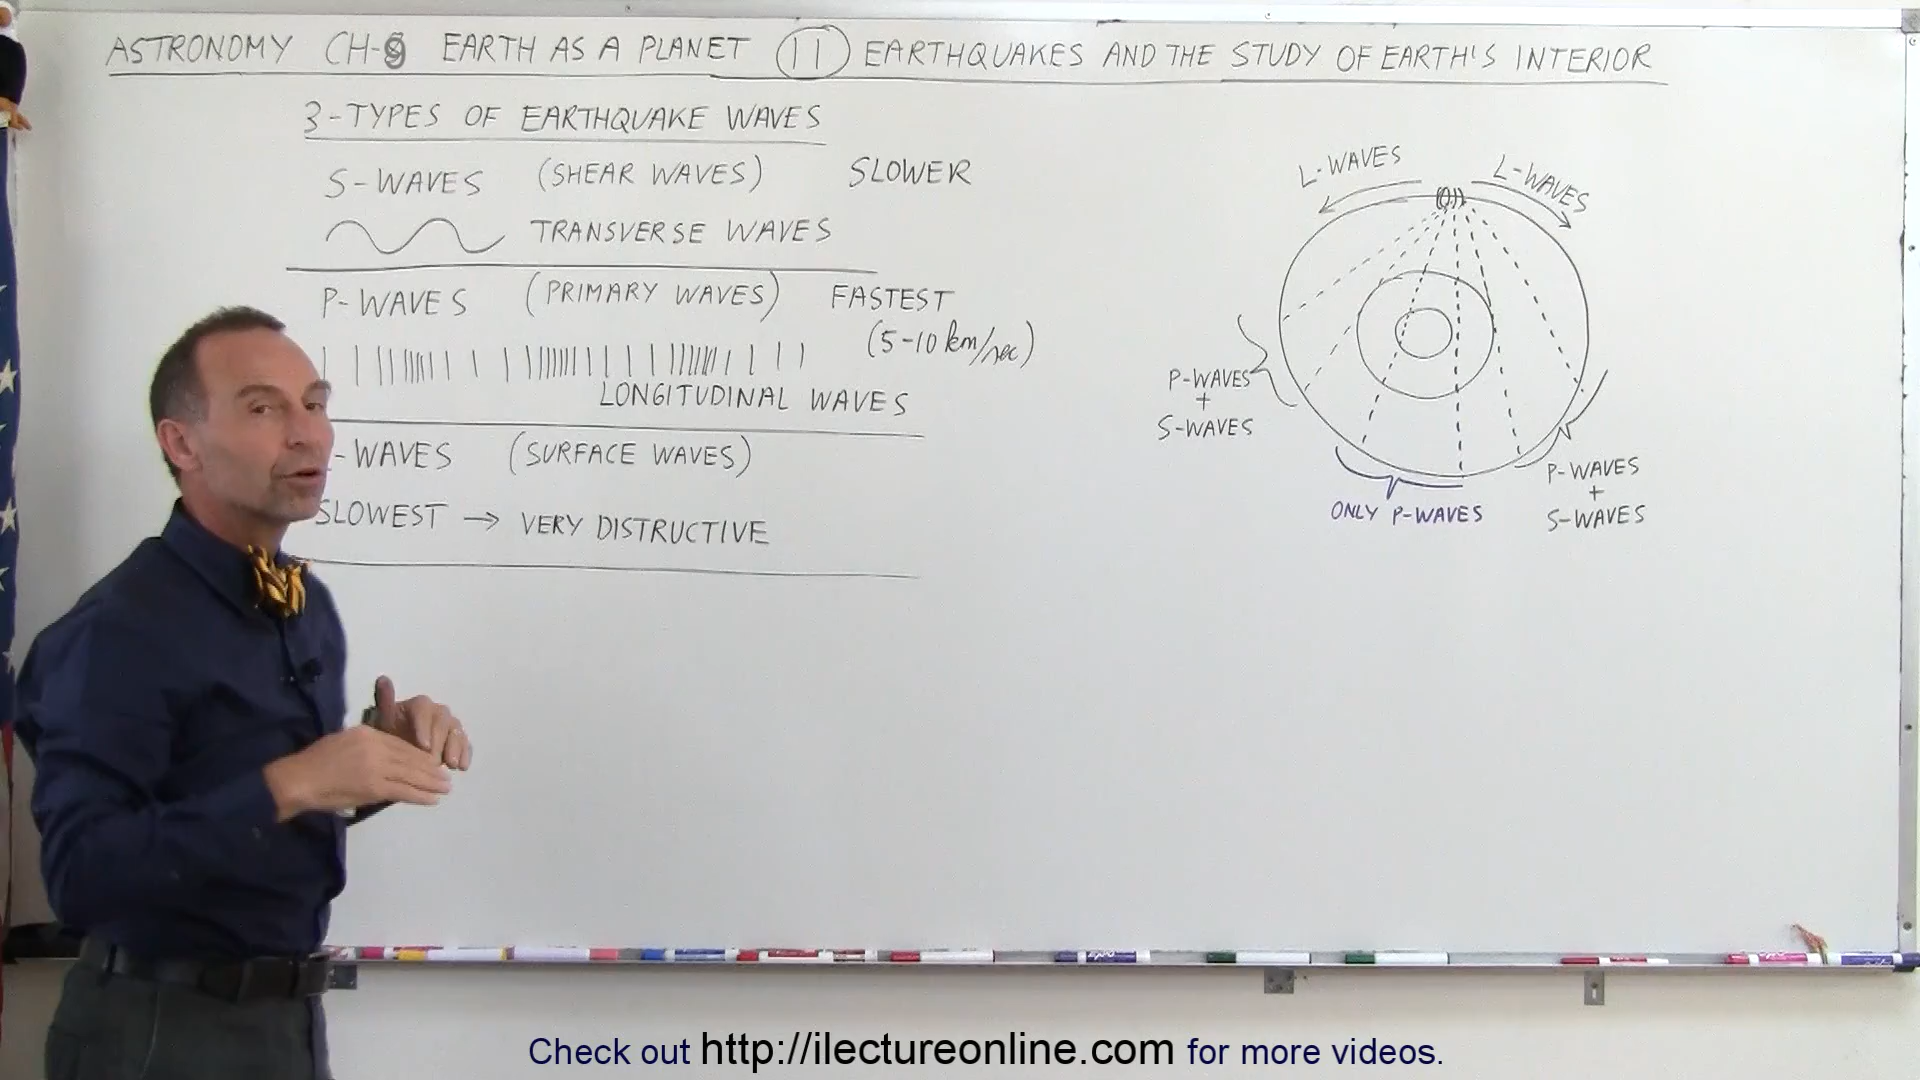 ASTRONOMY CH-9 EARTH AS A PLANET 11 EARTHQUAKES AND THE STUDY OF EARTH'S INTERIOR
3-TYPES OF EARTHQUAKE WAVES
S-WAVES (SHEAR WAVES) SLOWER
TRANSVERSE WAVES
P-WAVES (PRIMARY WAVES) FASTEST
(5-10 km/sec)
LONGITUDINAL WAVES
-WAVES (SURFACE WAVES)
SLOWEST → VERY DISTRUCTIVE
L-WAVES
L-WAVES
P-WAVES
+
S-WAVES
ONLY P-WAVES
P-WAVES
+
S-WAVES
Check out http://ilectureonline.com for more videos.